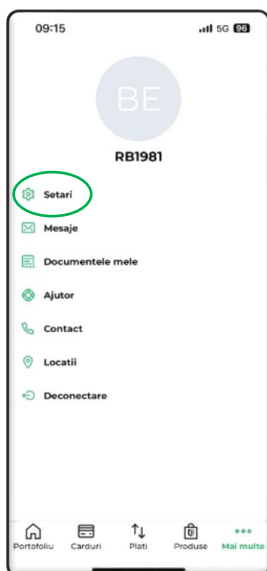 09:15 5G 96
BE
RB1981
Setari
Mesaje
Documentele mele
Ajutor
Contact
Locatii
Deconectare
Portofoliu Carduri Plati Produse Mai multe